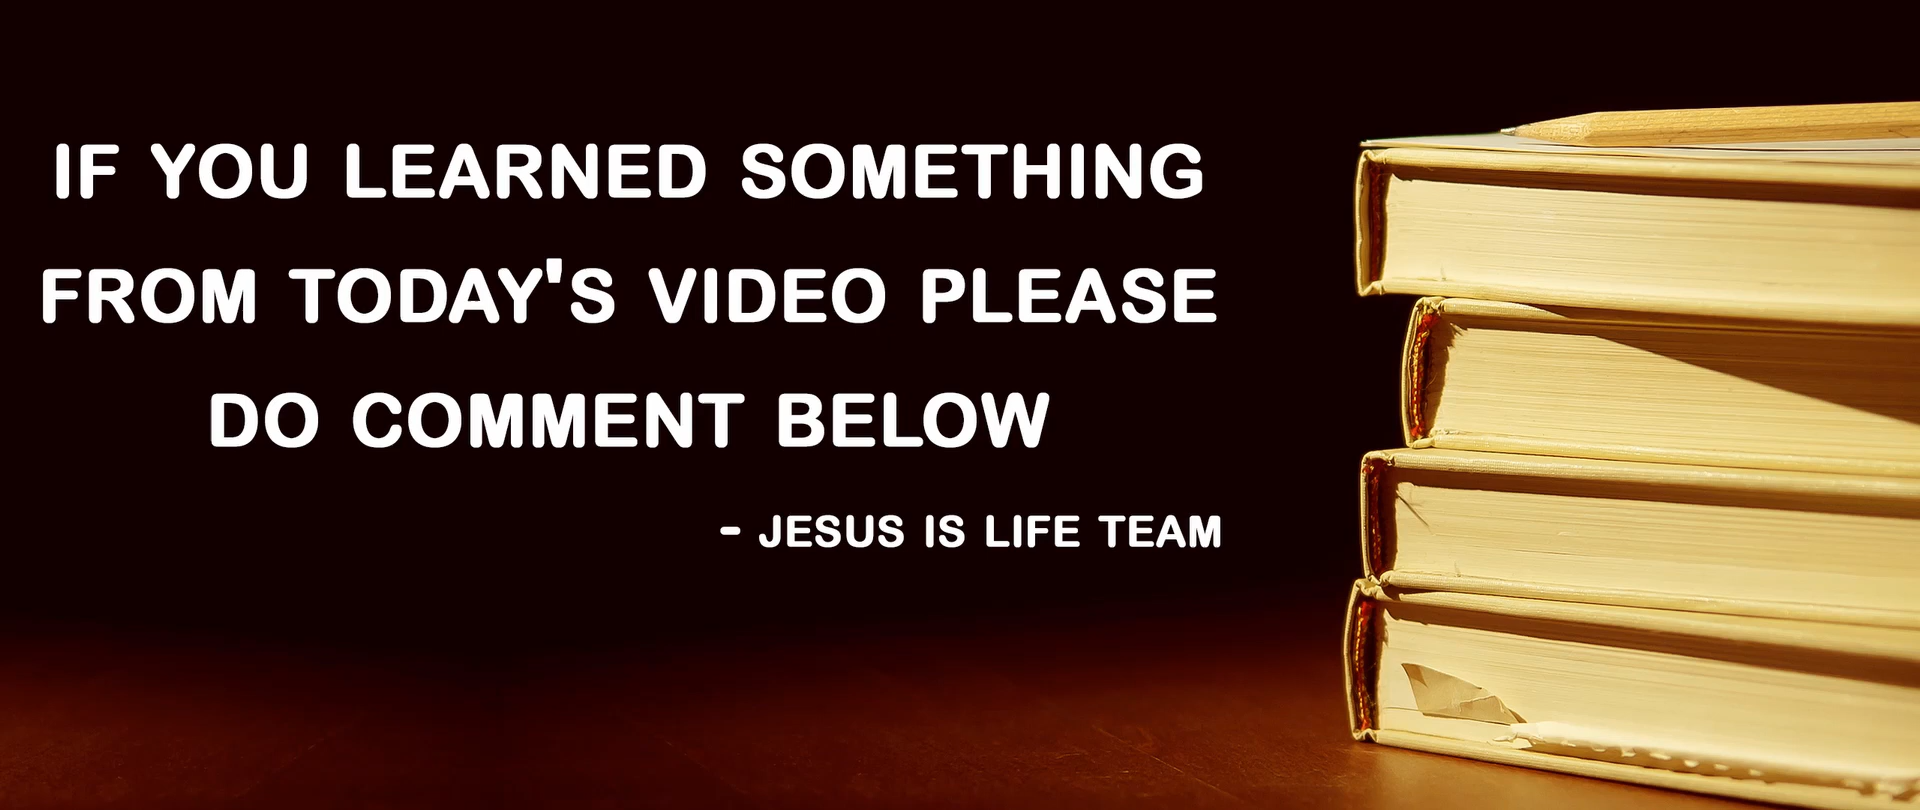 IF YOU LEARNED SOMETHING
FROM TODAY'S VIDEO PLEASE
DO COMMENT BELOW
- JESUS IS LIFE TEAM